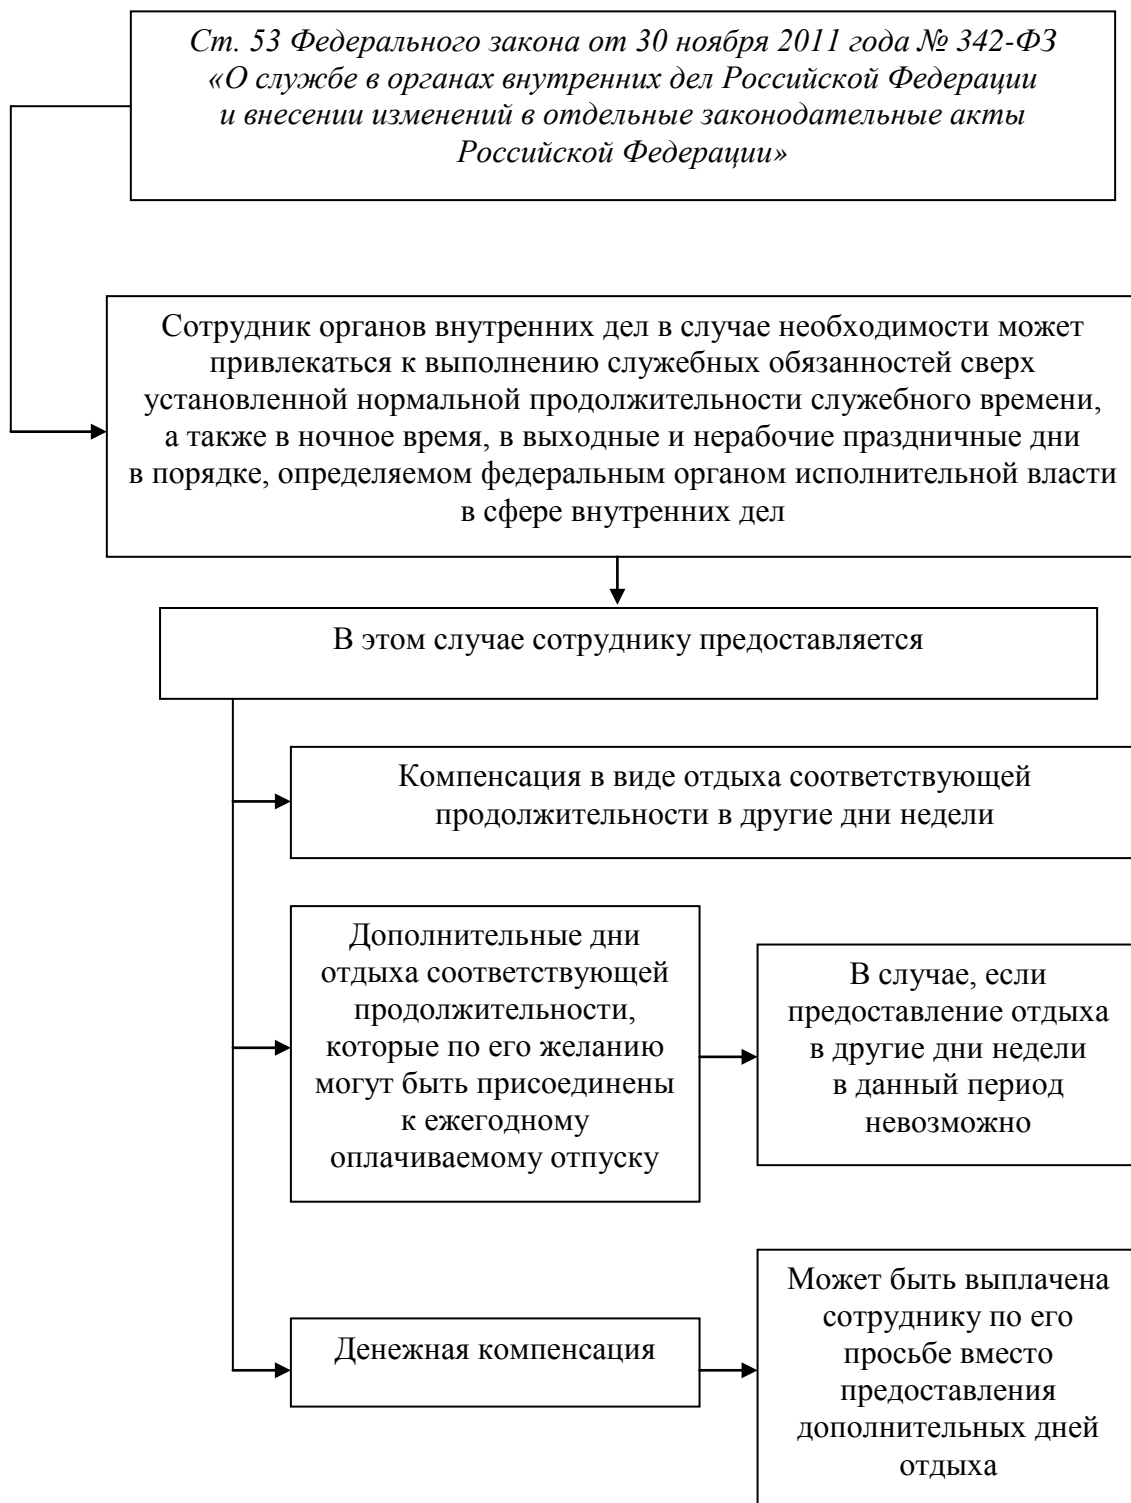 Ст. 53 Федерального закона от 30 ноября 2011 года № 342-ФЗ
«О службе в органах внутренних дел Российской Федерации
и внесении изменений в отдельные законодательные акты
Российской Федерации»
Сотрудник органов внутренних дел в случае необходимости может
привлекаться к выполнению служебных обязанностей сверх
установленной нормальной продолжительности служебного времени,
а также в ночное время, в выходные и нерабочие праздничные дни
в порядке, определяемом федеральным органом исполнительной власти
в сфере внутренних дел
В этом случае сотруднику предоставляется
Компенсация в виде отдыха соответствующей
продолжительности в другие дни недели
Дополнительные дни
отдыха соответствующей
продолжительности,
которые по его желанию
могут быть присоединены
к ежегодному
оплачиваемому отпуску
В случае, если
предоставление отдыха
в другие дни недели
в данный период
невозможно
Денежная компенсация
Может быть выплачена
сотруднику по его
просьбе вместо
предоставления
дополнительных дней
отдыха